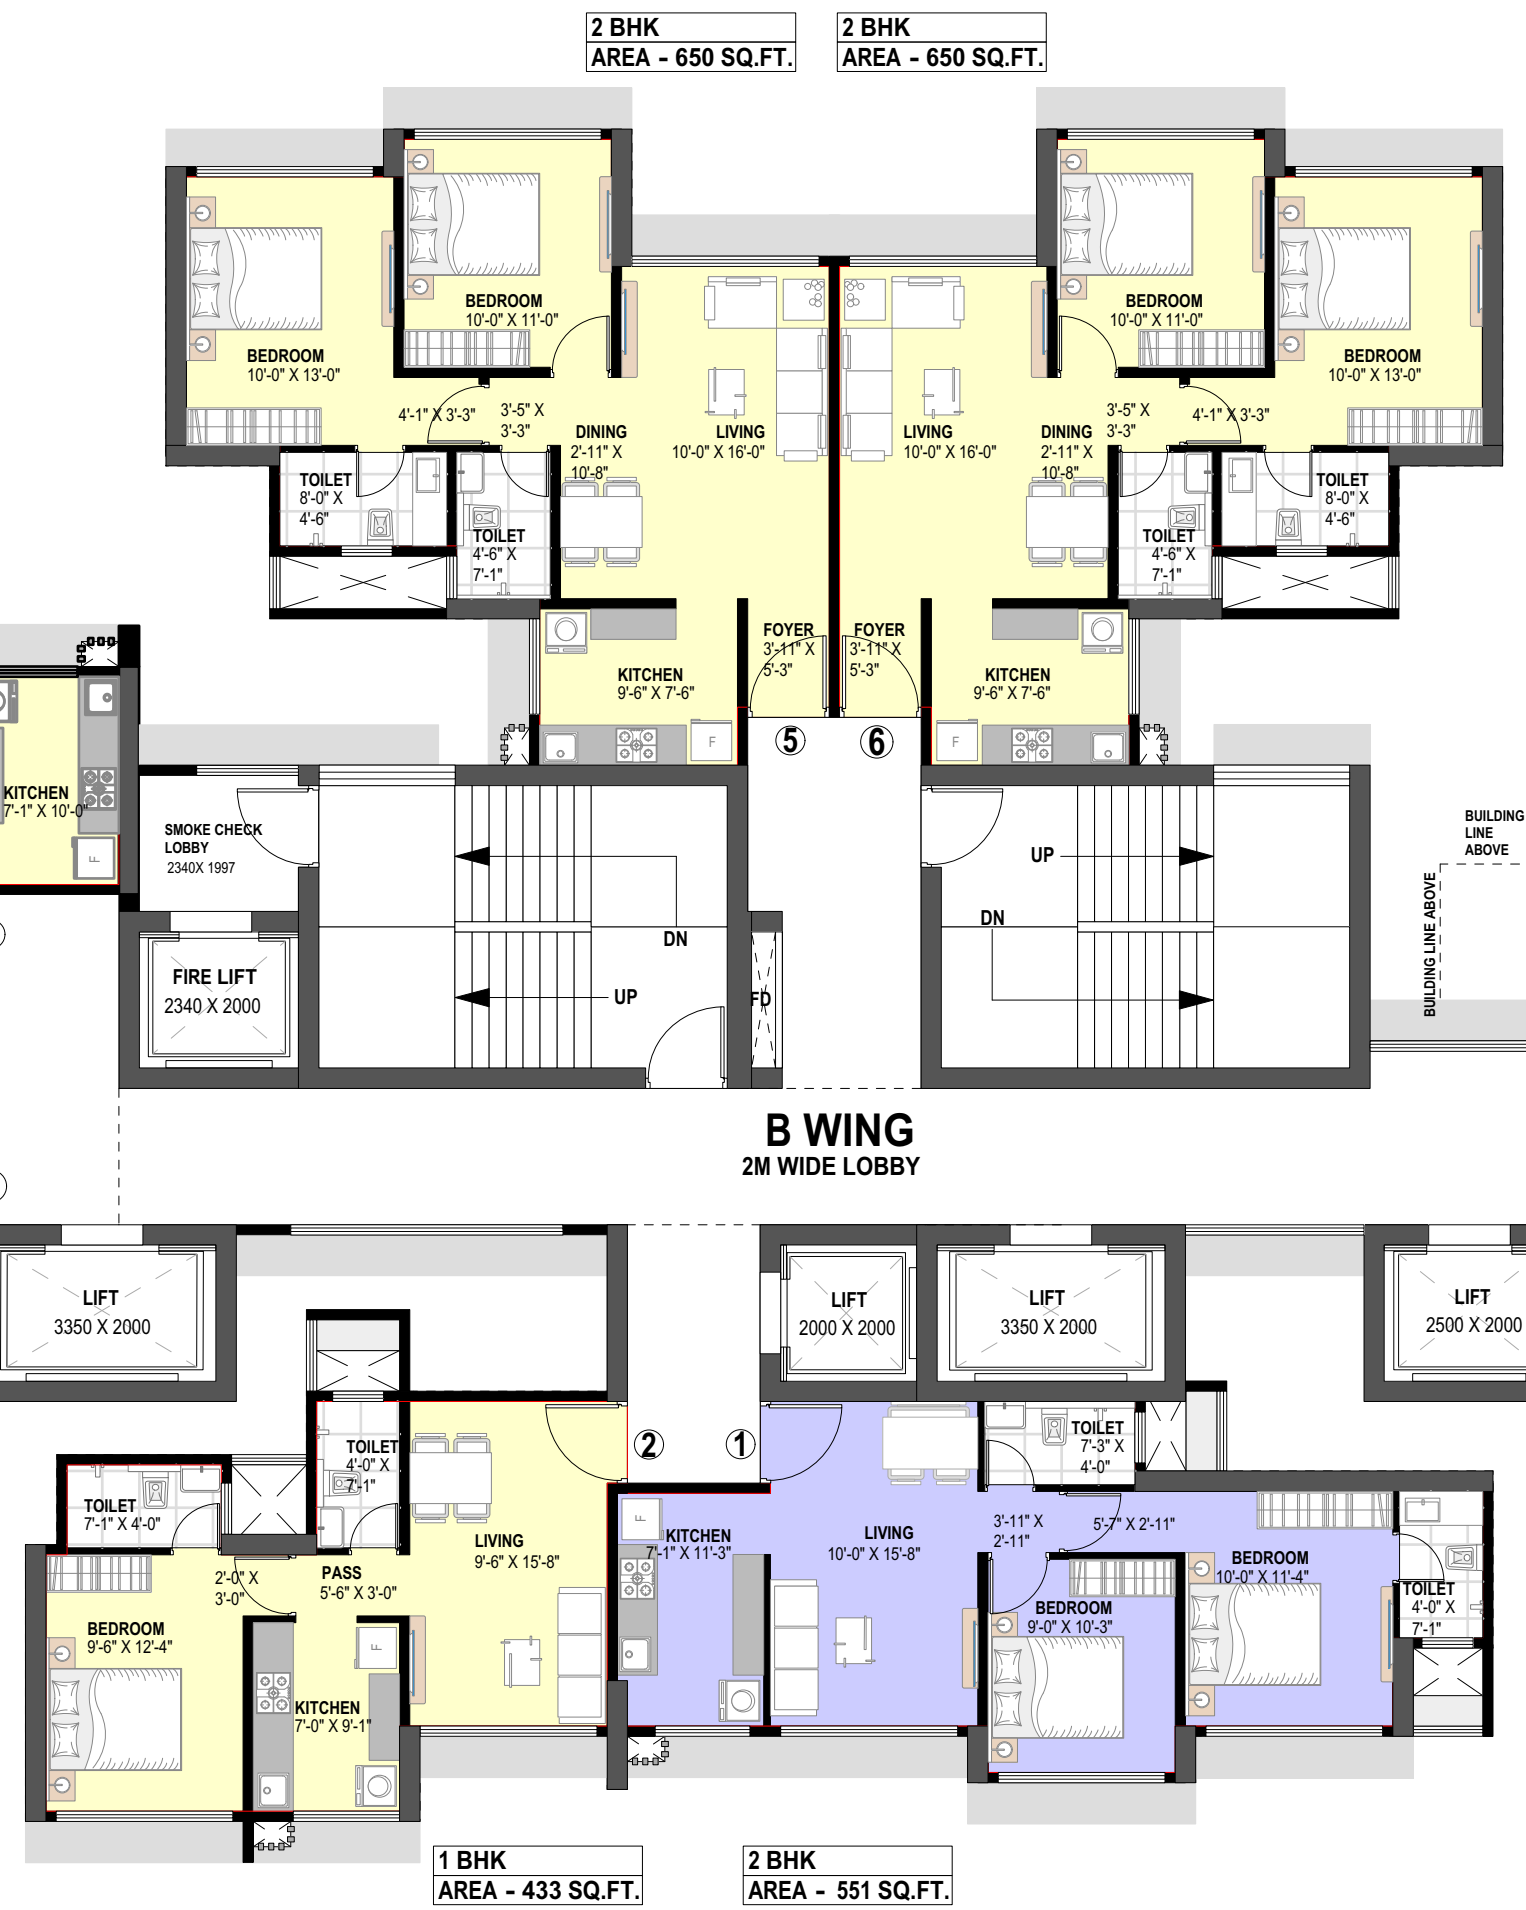 2 BHK
AREA - 650 SQ.FT.
2 BHK
AREA - 650 SQ.FT.
BEDROOM
10'-0" X 13'-0"
BEDROOM
10'-0" X 11'-0"
4'-1" X 3'-3"
3'-5" X
3'-3"
DINING
2'-11" X
10'-8"
LIVING
10'-0" X 16'-0"
TOILET
8'-0" X
4'-6"
TOILET
4'-6" X
7'-1"
KITCHEN
9'-6" X 7'-6"
FOYER
3'-11" X
5'-3"
F
5
BEDROOM
10'-0" X 11'-0"
BEDROOM
10'-0" X 13'-0"
LIVING
10'-0" X 16'-0"
DINING
2'-11" X
10'-8"
3'-5" X
3'-3"
4'-1" X 3'-3"
TOILET
4'-6" X
7'-1"
TOILET
8'-0" X
4'-6"
FOYER
3'-11" X
5'-3"
KITCHEN
9'-6" X 7'-6"
F
6
KITCHEN
7'-1" X 10'-0"
F
SMOKE CHECK
LOBBY
2340X 1997
FIRE LIFT
2340 X 2000
DN
UP
FD
UP
DN
BUILDING
LINE
ABOVE
BUILDING LINE ABOVE
B WING
2M WIDE LOBBY
LIFT
3350 X 2000
LIFT
2000 X 2000
LIFT
3350 X 2000
LIFT
2500 X 2000
2
1
TOILET
4'-0" X
7'-1"
TOILET
7'-1" X 4'-0"
LIVING
9'-6" X 15'-8"
2'-0" X
3'-0"
PASS
5'-6" X 3'-0"
BEDROOM
9'-6" X 12'-4"
F
KITCHEN
7'-0" X 9'-1"
F
KITCHEN
7'-1" X 11'-3"
LIVING
10'-0" X 15'-8"
TOILET
7'-3" X
4'-0"
3'-11" X
2'-11"
5'-7" X 2'-11"
BEDROOM
9'-0" X 10'-3"
BEDROOM
10'-0" X 11'-4"
TOILET
4'-0" X
7'-1"
1 BHK
AREA - 433 SQ.FT.
2 BHK
AREA - 551 SQ.FT.